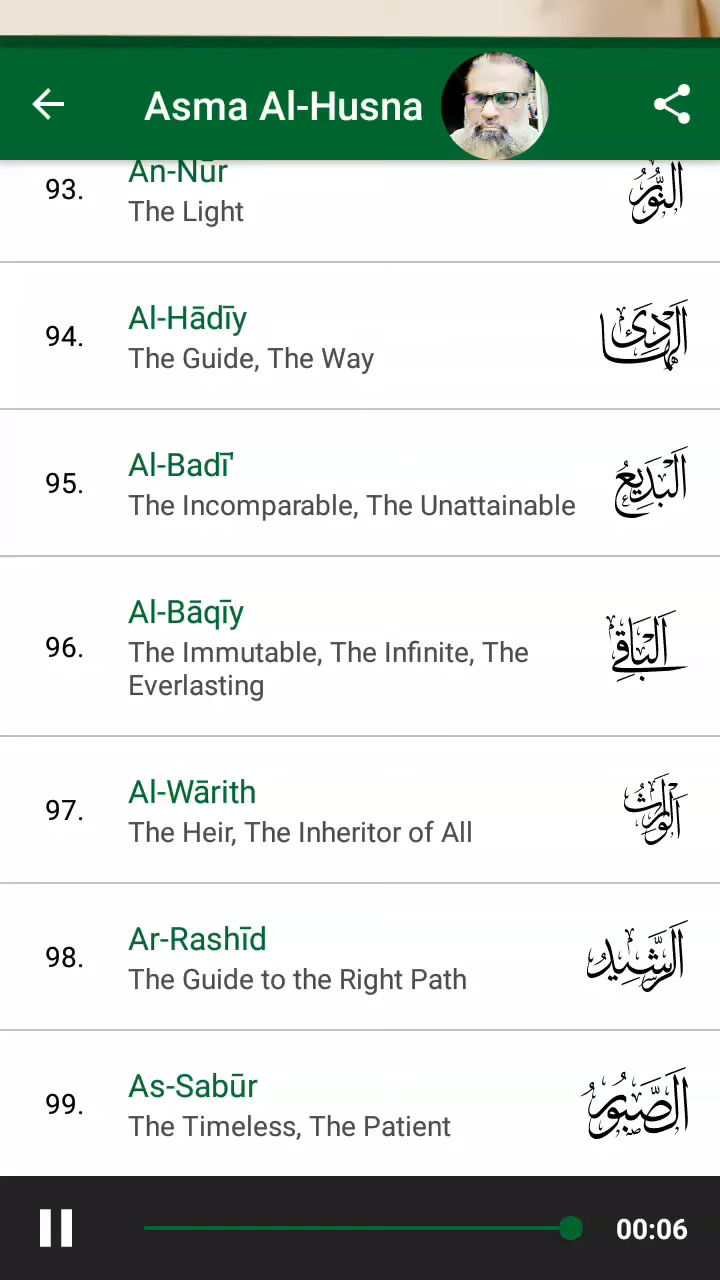 Asma Al-Husna
93.
An-Nūr
The Light
النُّورُ
94.
Al-Hādīy
The Guide, The Way
الْهَادِئ
95.
Al-Badī'
The Incomparable, The Unattainable
الْبَدِيعُ
96.
Al-Bāqīy
The Immutable, The Infinite, The
Everlasting
الْبَاقِي
97.
Al-Wārith
The Heir, The Inheritor of All
الْوَارِثُ
98.
Ar-Rashīd
The Guide to the Right Path
الرَّشِيدُ
99.
As-Sabūr
The Timeless, The Patient
الصَّبُورُ
00:06